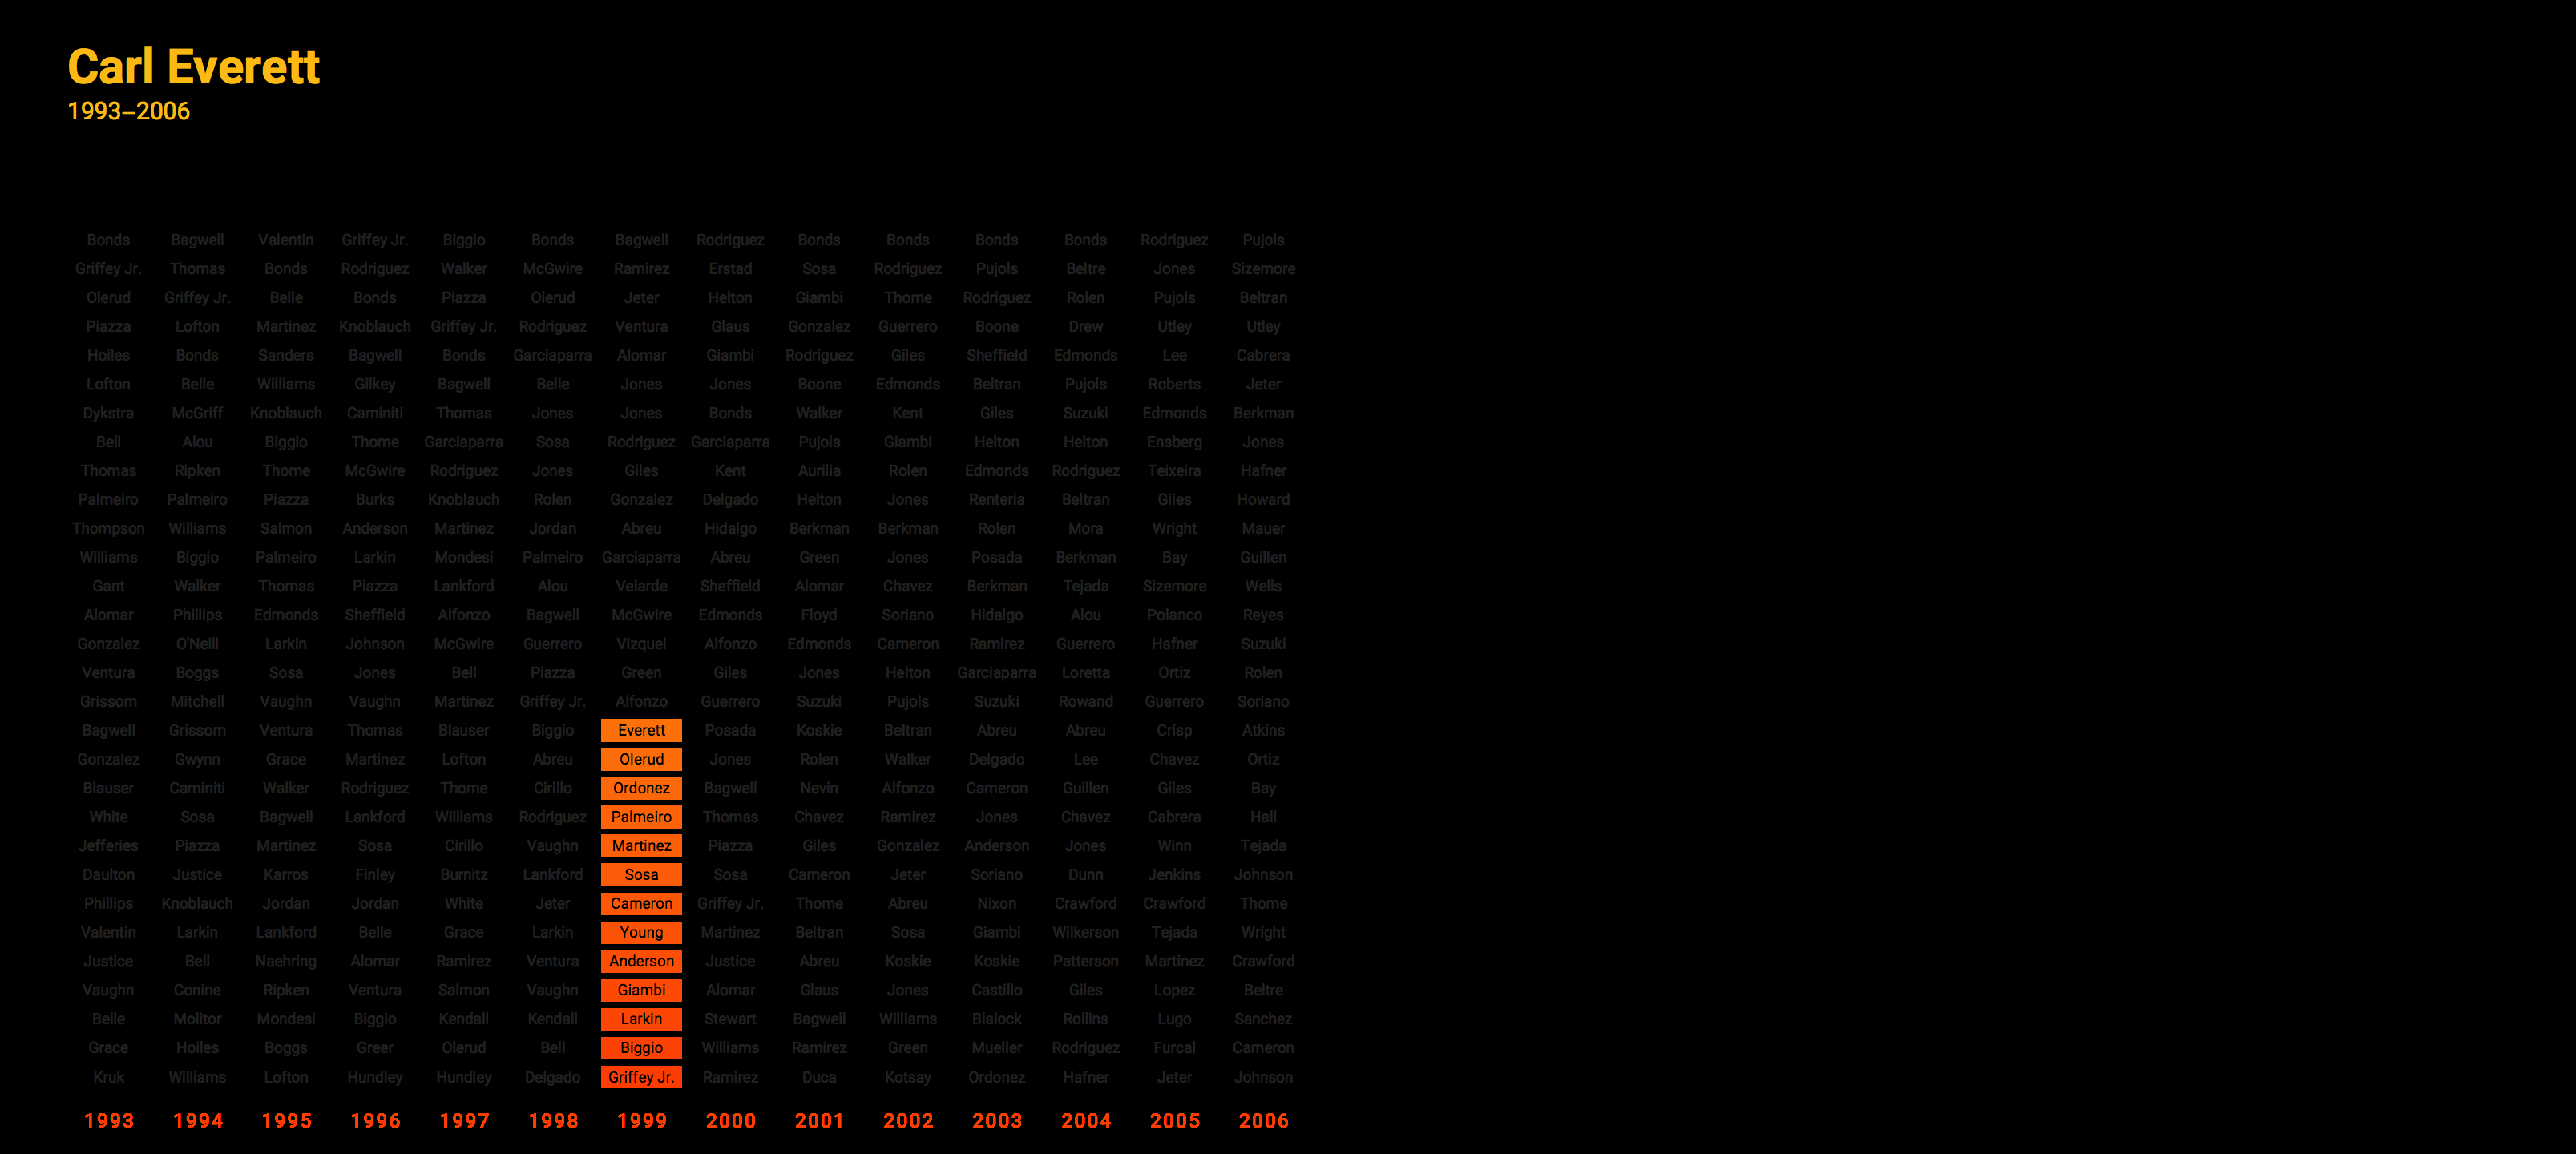 Carl Everett
1993–2006
Bonds Bagwell Valentin Griffey Jr. Biggio Bonds Bagwell Rodriguez Bonds Bonds Bonds Bonds Rodriguez Pujols
Griffey Jr. Thomas Bonds Rodriguez Walker McGwire Ramirez Erstad Sosa Rodriguez Pujols Beltre Jones Sizemore
Olerud Griffey Jr. Belle Bonds Piazza Olerud Jeter Helton Giambi Thome Rodriguez Rolen Pujols Beltran
Piazza Lofton Martinez Knoblauch Griffey Jr. Rodriguez Ventura Glaus Gonzalez Guerrero Boone Drew Utley Utley
Hoiles Bonds Sanders Bagwell Bonds Garciaparra Alomar Giambi Rodriguez Giles Sheffield Edmonds Lee Cabrera
Lofton Belle Williams Gilkey Bagwell Belle Jones Jones Boone Edmonds Beltran Pujols Roberts Jeter
Dykstra McGriff Knoblauch Caminiti Thomas Jones Jones Bonds Walker Kent Giles Suzuki Edmonds Berkman
Bell Alou Biggio Thome Garciaparra Sosa Rodriguez Garciaparra Pujols Giambi Helton Helton Ensberg Jones
Thomas Ripken Thome McGwire Rodriguez Jones Giles Kent Aurilia Rolen Edmonds Rodriguez Teixeira Hafner
Palmeiro Palmeiro Piazza Burks Knoblauch Rolen Gonzalez Delgado Helton Jones Renteria Beltran Giles Howard
Thompson Williams Salmon Anderson Martinez Jordan Abreu Hidalgo Berkman Berkman Rolen Mora Wright Mauer
Williams Biggio Palmeiro Larkin Mondesi Palmeiro Garciaparra Abreu Green Jones Posada Berkman Bay Guillen
Gant Walker Thomas Piazza Lankford Alou Velarde Sheffield Alomar Chavez Berkman Tejada Sizemore Wells
Alomar Phillips Edmonds Sheffield Alfonzo Bagwell McGwire Edmonds Floyd Soriano Hidalgo Alou Polanco Reyes
Gonzalez O'Neill Larkin Johnson McGwire Guerrero Vizquel Alfonzo Edmonds Cameron Ramirez Guerrero Hafner Suzuki
Ventura Boggs Sosa Jones Bell Piazza Green Giles Jones Helton Garciaparra Loretta Ortiz Rolen
Grissom Mitchell Vaughn Vaughn Martinez Griffey Jr. Alfonzo Guerrero Suzuki Pujols Suzuki Rowand Guerrero Soriano
Bagwell Grissom Ventura Thomas Blauser Biggio Everett Posada Koskie Beltran Abreu Abreu Crisp Atkins
Gonzalez Gwynn Grace Martinez Lofton Abreu Olerud Jones Rolen Walker Delgado Lee Chavez Ortiz
Blauser Caminiti Walker Rodriguez Thome Cirillo Ordonez Bagwell Nevin Alfonzo Cameron Guillen Giles Bay
White Sosa Bagwell Lankford Williams Rodriguez Palmeiro Thomas Chavez Ramirez Jones Chavez Cabrera Hall
Jefferies Piazza Martinez Sosa Cirillo Vaughn Martinez Piazza Giles Gonzalez Anderson Jones Winn Tejada
Daulton Justice Karros Finley Burnitz Lankford Sosa Sosa Cameron Jeter Soriano Dunn Jenkins Johnson
Phillips Knoblauch Jordan Jordan White Jeter Cameron Griffey Jr. Thome Abreu Nixon Crawford Crawford Thome
Valentin Larkin Lankford Belle Grace Larkin Young Martinez Beltran Sosa Giambi Wilkerson Tejada Wright
Justice Bell Naehring Alomar Ramirez Ventura Anderson Justice Abreu Koskie Koskie Patterson Martinez Crawford
Vaughn Conine Ripken Ventura Salmon Vaughn Giambi Alomar Glaus Jones Castillo Giles Lopez Beltre
Belle Molitor Mondesi Biggio Kendall Kendall Larkin Stewart Bagwell Williams Blalock Rollins Lugo Sanchez
Grace Hoiles Boggs Greer Olerud Bell Biggio Williams Ramirez Green Mueller Rodriguez Furcal Cameron
Kruk Williams Lofton Hundley Hundley Delgado Griffey Jr. Ramirez Duca Kotsay Ordonez Hafner Jeter Johnson
1993 1994 1995 1996 1997 1998 1999 2000 2001 2002 2003 2004 2005 2006